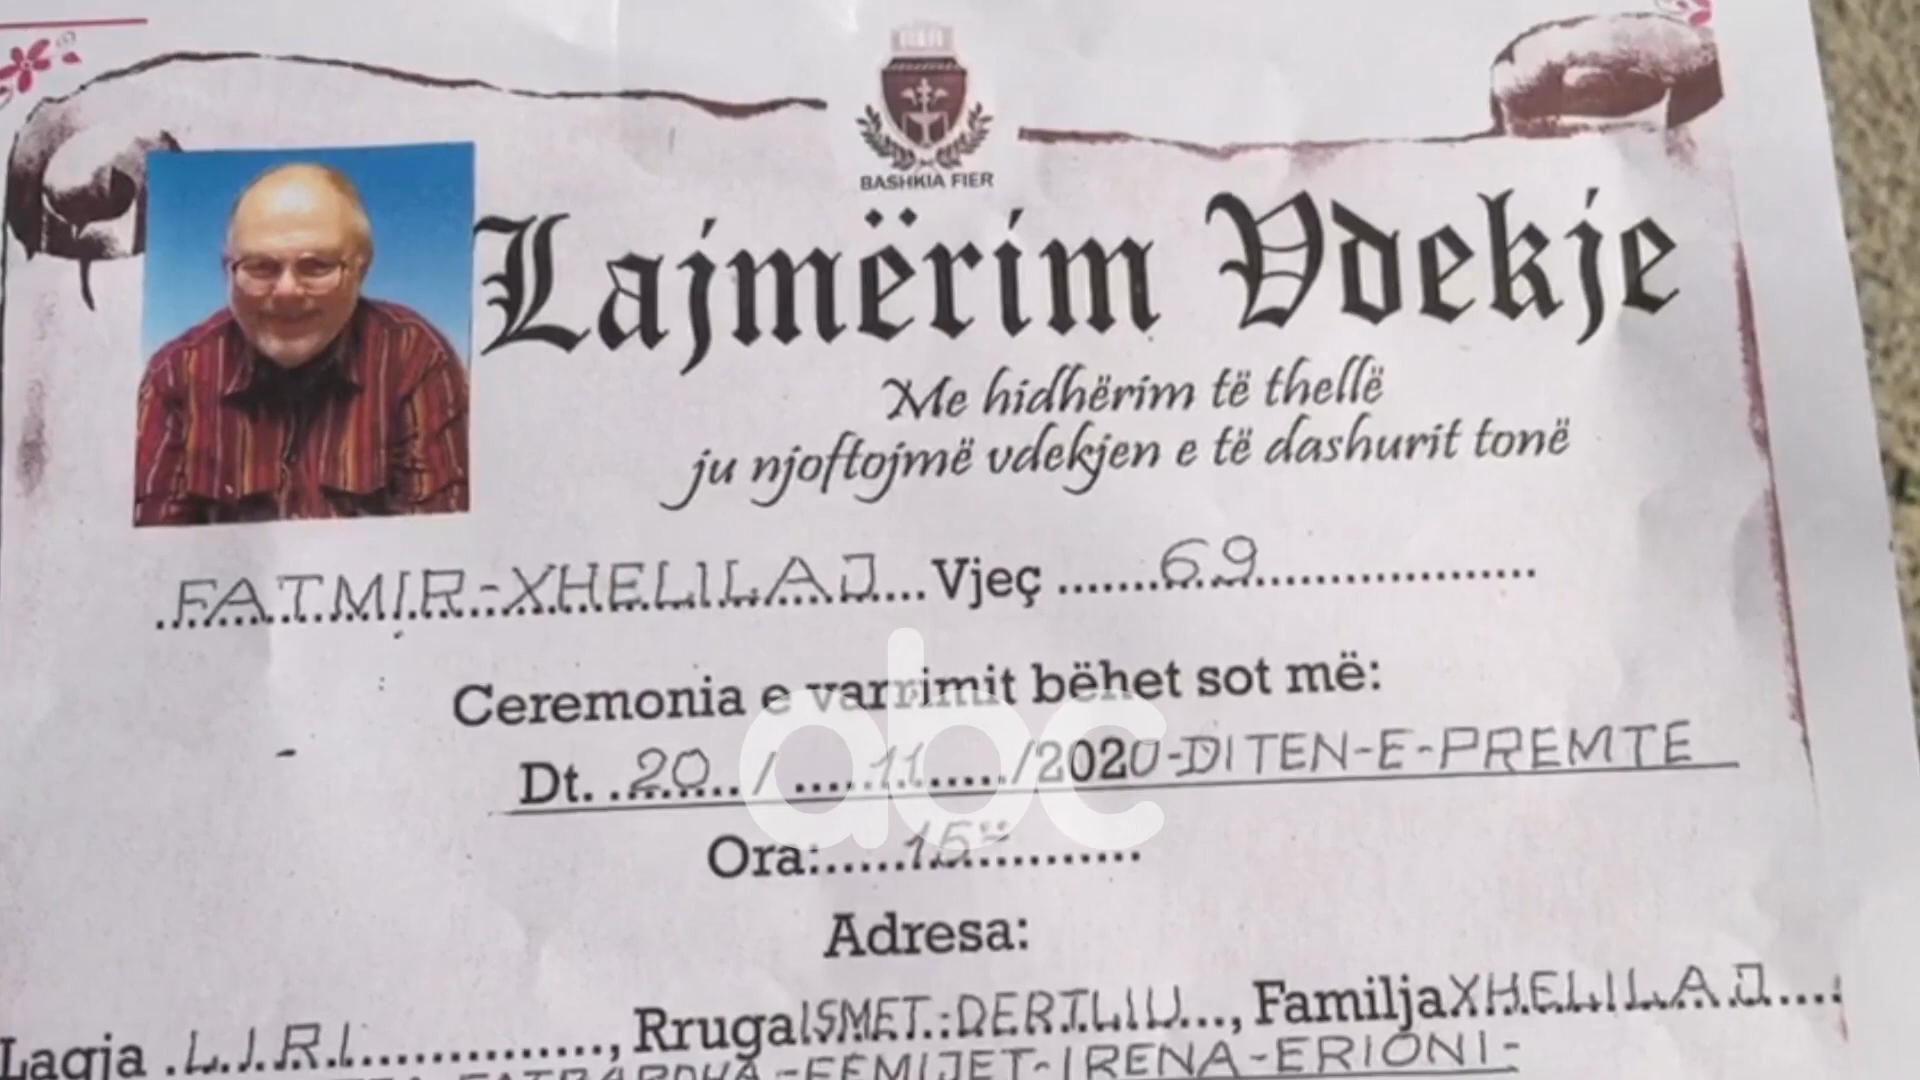 BASHKIA FIER
Lajmërim Vdekje
Me hidhërim të thellë
ju njoftojmë vdekjen e të dashurit tonë
FATMIR-XHELILAJ....Vjeç.......69......................
Ceremonia e varrimit bëhet sot më:
abc
Dt. .20../.....11...../2020-DITEN-E-PREMTE
Ora:.....15..........
Adresa:
Lagja .L.I.R.I..............., Rruga ISMET.:DERTLIU..., Familja XHELILAJ....
FATBARDHA-FEMIJET-IRENA-ERIONI-